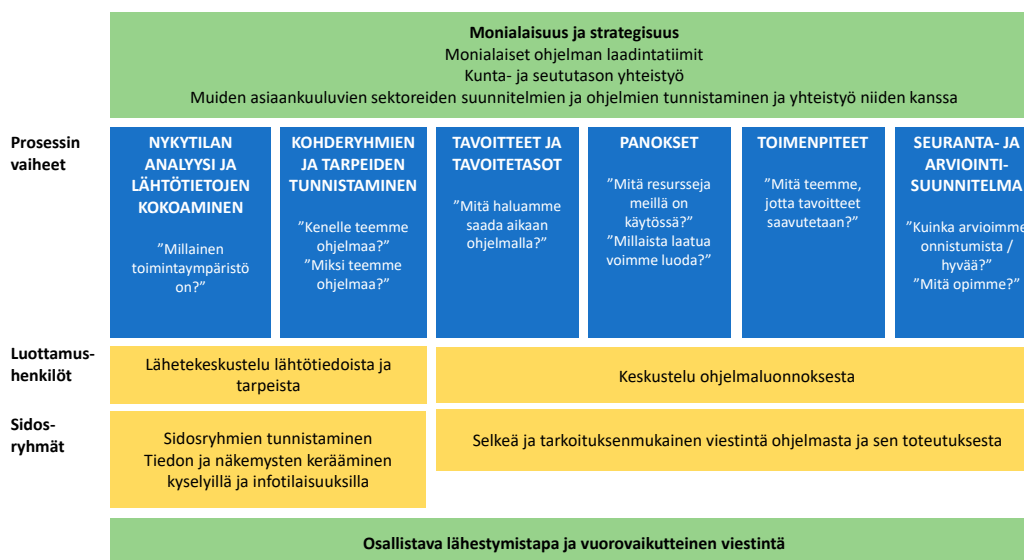 Monialaisuus ja strategisuus
Monialaiset ohjelman laadintatiimit
Kunta- ja seututason yhteistyö
Muiden asiaankuuluvien sektoreiden suunnitelmien ja ohjelmien tunnistaminen ja yhteistyö niiden kanssa
Prosessin
vaiheet
NYKYTILAN
ANALYYSI JA
LÄHTÖTIETOJEN
KOKOAMINEN
”Millainen
toimintaympäristö
on?”
KOHDERYHMIEN
JA TARPEIDEN
TUNNISTAMINEN
”Kenelle teemme
ohjelmaa?”
”Miksi teemme
ohjelmaa?”
TAVOITTEET JA
TAVOITETASOT
”Mitä haluamme
saada aikaan
ohjelmalla?”
PANOKSET
”Mitä resursseja
meillä on
käytössä?”
”Millaista laatua
voimme luoda?”
TOIMENPITEET
”Mitä teemme,
jotta tavoitteet
saavutetaan?”
SEURANTA- JA
ARVIOINTI-
SUUNNITELMA
”Kuinka arvioimme
onnistumista /
hyvää?”
”Mitä opimme?”
Luottamus-
henkilöt
Lähetekeskustelu lähtötiedoista ja
tarpeista
Keskustelu ohjelmaluonnoksesta
Sidos-
ryhmät
Sidosryhmien tunnistaminen
Tiedon ja näkemysten kerääminen
kyselyillä ja infotilaisuuksilla
Selkeä ja tarkoituksenmukainen viestintä ohjelmasta ja sen toteutuksesta
Osallistava lähestymistapa ja vuorovaikutteinen viestintä